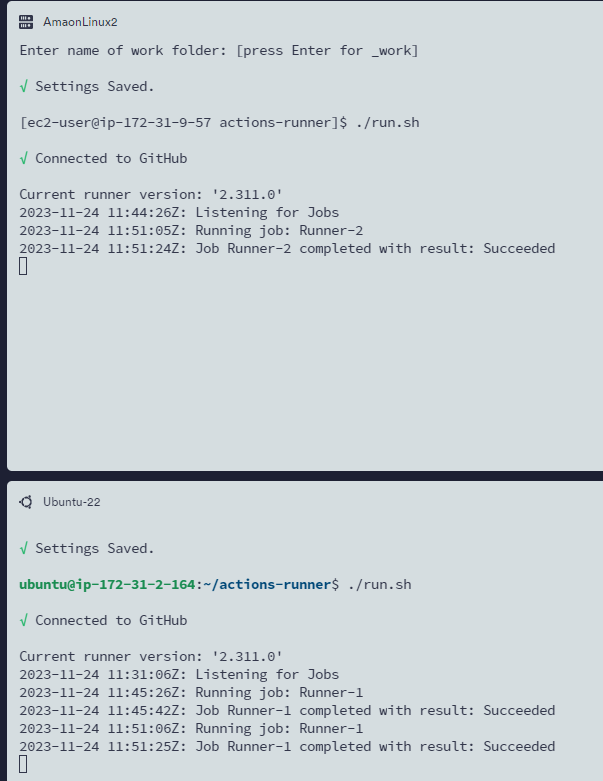 AmaonLinux2
Enter name of work folder: [press Enter for _work]
√ Settings Saved.
[ec2-user@ip-172-31-9-57 actions-runner]$ ./run.sh
√ Connected to GitHub
Current runner version: '2.311.0'
2023-11-24 11:44:26Z: Listening for Jobs
2023-11-24 11:51:05Z: Running job: Runner-2
2023-11-24 11:51:24Z: Job Runner-2 completed with result: Succeeded
Ubuntu-22
√ Settings Saved.
ubuntu@ip-172-31-2-164:~/actions-runner$ ./run.sh
√ Connected to GitHub
Current runner version: '2.311.0'
2023-11-24 11:31:06Z: Listening for Jobs
2023-11-24 11:45:26Z: Running job: Runner-1
2023-11-24 11:45:42Z: Job Runner-1 completed with result: Succeeded
2023-11-24 11:51:06Z: Running job: Runner-1
2023-11-24 11:51:25Z: Job Runner-1 completed with result: Succeeded